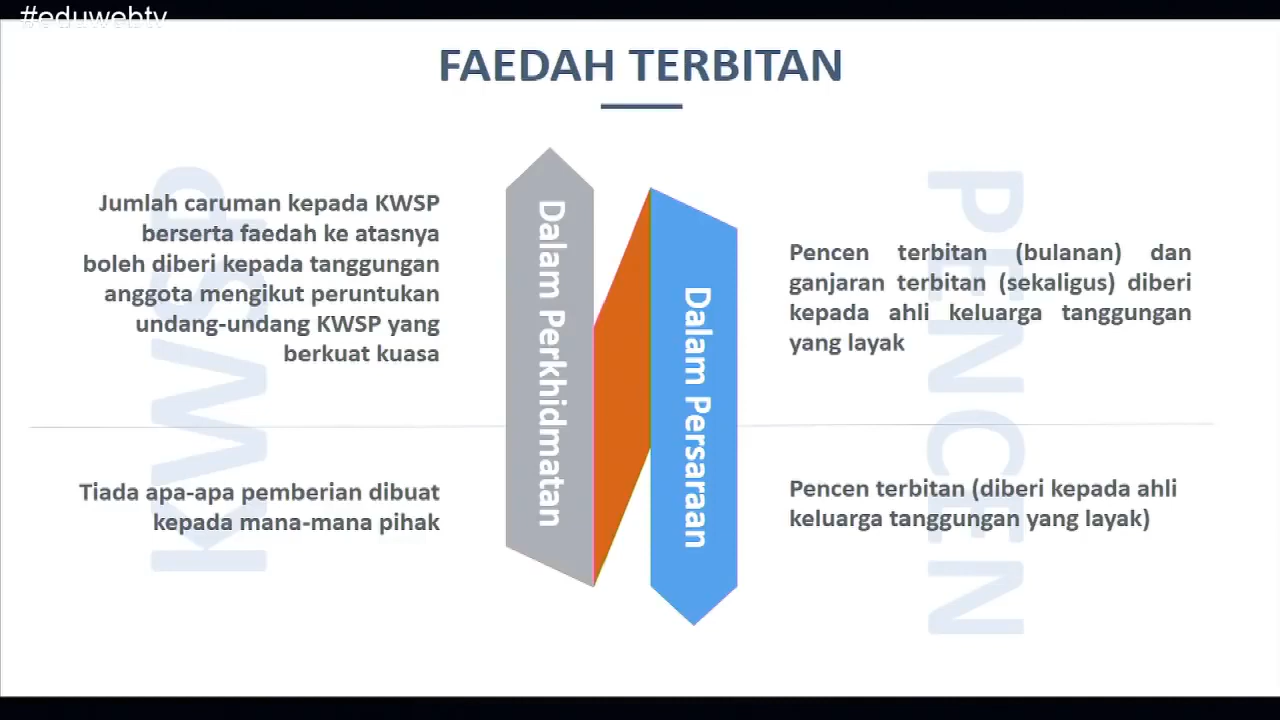 #eduwebtv
FAEDAH TERBITAN
KWSP
Jumlah caruman kepada KWSP
berserta faedah ke atasnya
boleh diberi kepada tanggungan
anggota mengikut peruntukan
undang-undang KWSP yang
berkuat kuasa
Tiada apa-apa pemberian dibuat
kepada mana-mana pihak
Dalam Perkhidmatan
Dalam Persaraan
PENCEN
Pencen terbitan (bulanan) dan
ganjaran terbitan (sekaligus) diberi
kepada ahli keluarga tanggungan
yang layak
Pencen terbitan (diberi kepada ahli
keluarga tanggungan yang layak)